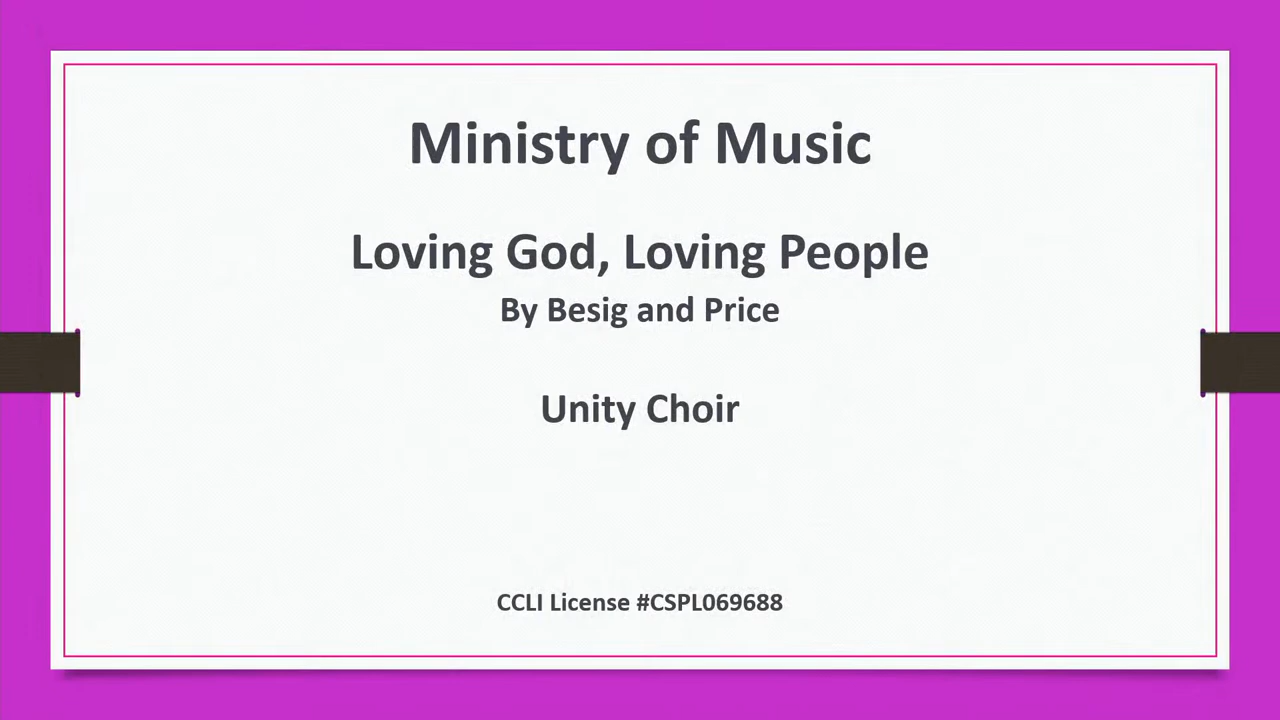 Ministry of Music
Loving God, Loving People
By Besig and Price
Unity Choir
CCLI License #CSPL069688